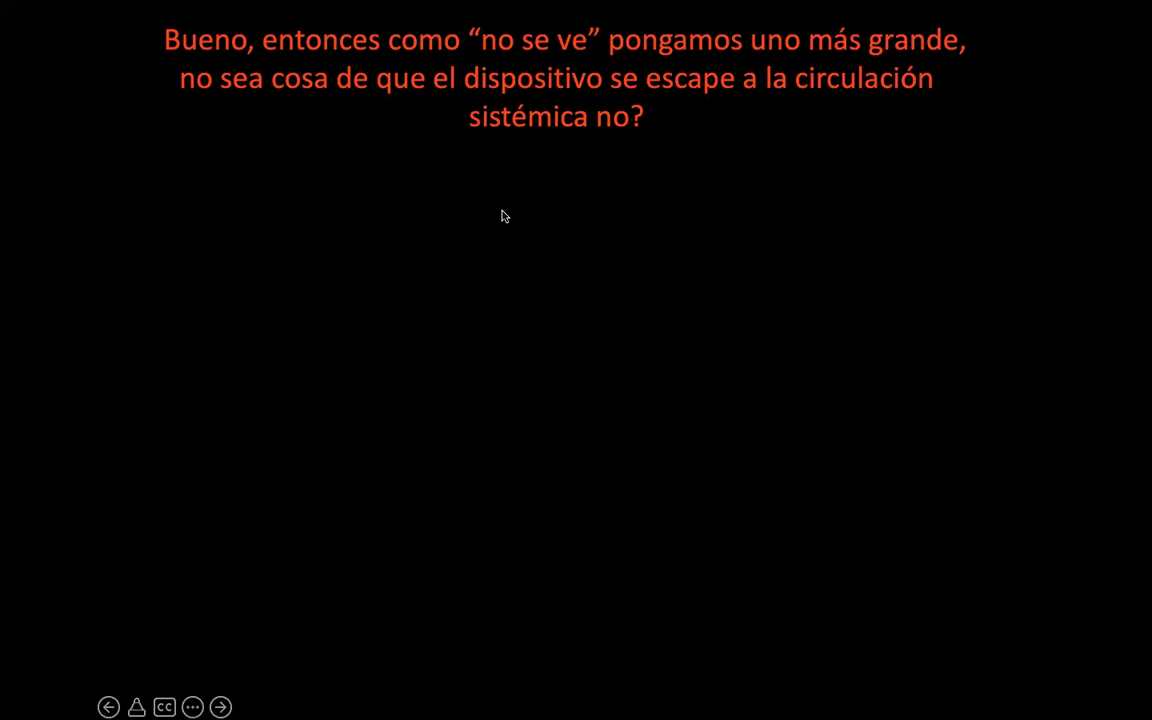 Bueno, entonces como “no se ve” pongamos uno más grande,
no sea cosa de que el dispositivo se escape a la circulación
sistémica no?
CC